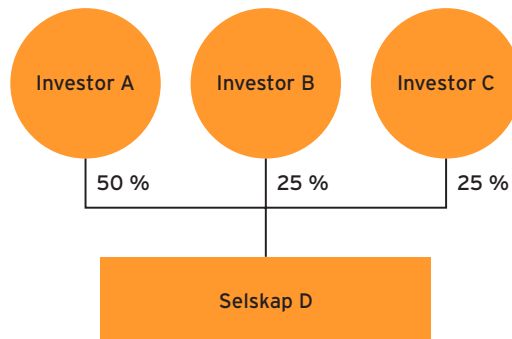 Investor A
Investor B
Investor C
50 %
25 %
25 %
Selskap D